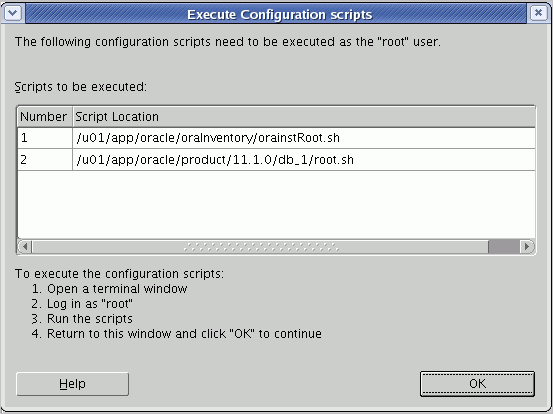 Execute Configuration scripts
The following configuration scripts need to be executed as the "root" user.
Scripts to be executed:
Number Script Location
1 /u01/app/oracle/oraInventory/orainstRoot.sh
2 /u01/app/oracle/product/11.1.0/db_1/root.sh
To execute the configuration scripts:
1. Open a terminal window
2. Log in as "root"
3. Run the scripts
4. Return to this window and click "OK" to continue
Help OK